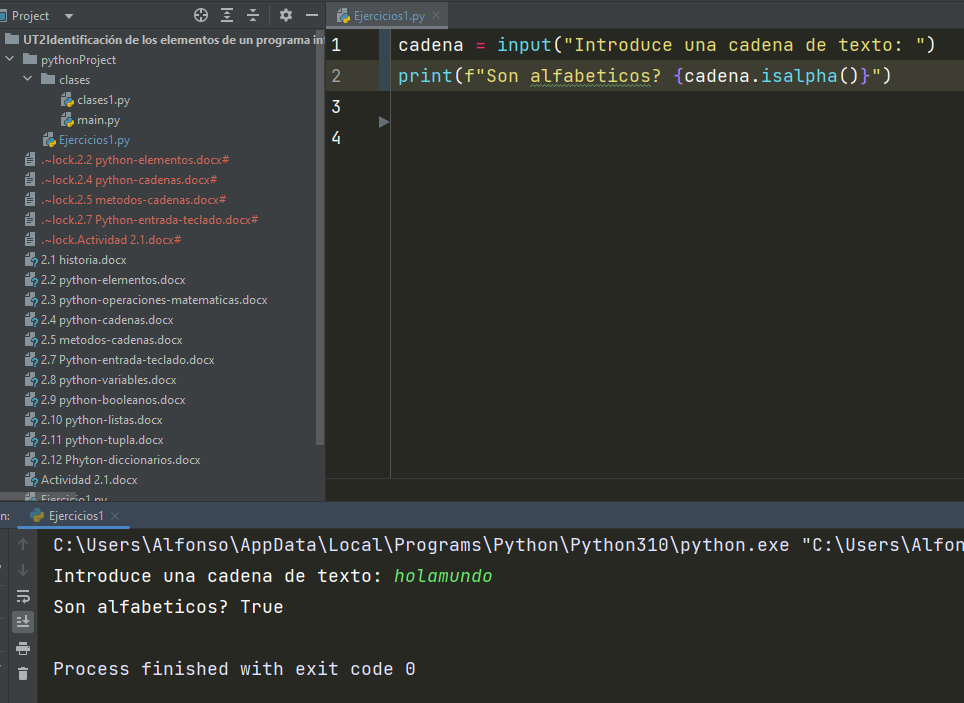 Project
Ejercicios1.py
UT2Identificación de los elementos de un programa in
pythonProject
clases
clases1.py
main.py
Ejercicios1.py
.~lock.2.2 python-elementos.docx#
.~lock.2.4 python-cadenas.docx#
.~lock.2.5 metodos-cadenas.docx#
.~lock.2.7 Python-entrada-teclado.docx#
.~lock.Actividad 2.1.docx#
2.1 historia.docx
2.2 python-elementos.docx
2.3 python-operaciones-matematicas.docx
2.4 python-cadenas.docx
2.5 metodos-cadenas.docx
2.7 Python-entrada-teclado.docx
2.8 python-variables.docx
2.9 python-booleanos.docx
2.10 python-listas.docx
2.11 python-tupla.docx
2.12 Phyton-diccionarios.docx
Actividad 2.1.docx
Ejercicio1.py
1 cadena = input("Introduce una cadena de texto: ")
2 print(f"Son alfabeticos? {cadena.isalpha()}")
3
4
n: Ejercicios1
C:\Users\Alfonso\AppData\Local\Programs\Python\Python310\python.exe "C:\Users\Alfon
Introduce una cadena de texto: holamundo
Son alfabeticos? True
Process finished with exit code 0